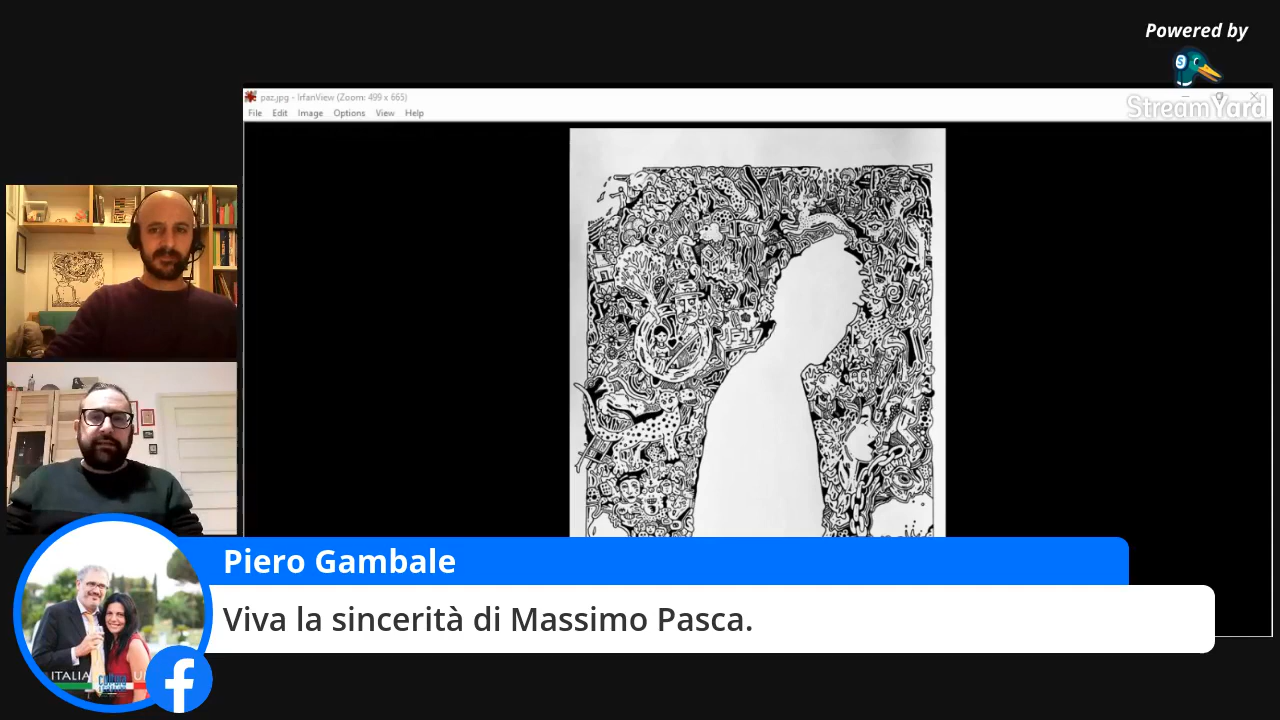 Powered by
StreamYard
paz.jpg - IrfanView (Zoom: 499 x 665)
File Edit Image Options View Help
Piero Gambale
Viva la sincerità di Massimo Pasca.
ITALIA